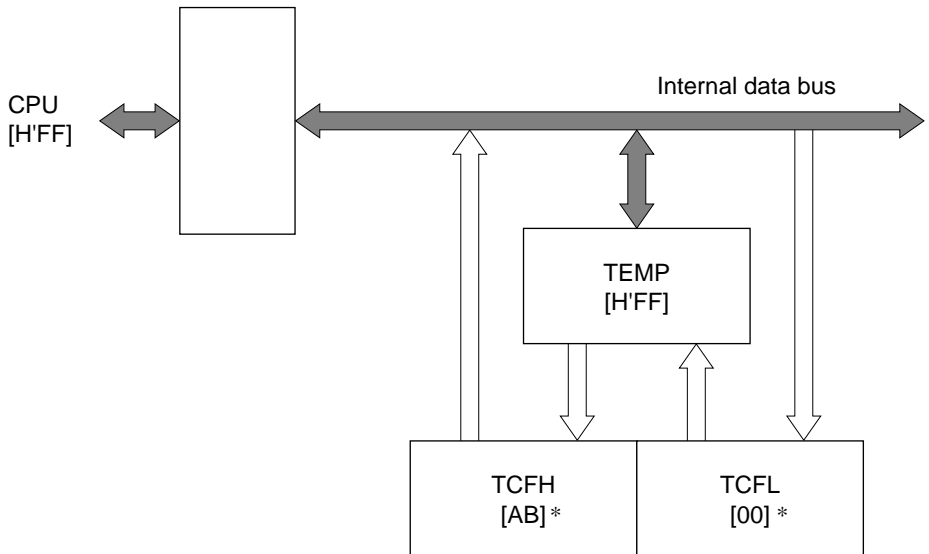 Internal data bus
CPU
[H'FF]
TEMP
[H'FF]
TCFH
[AB]*
TCFL
[00] *